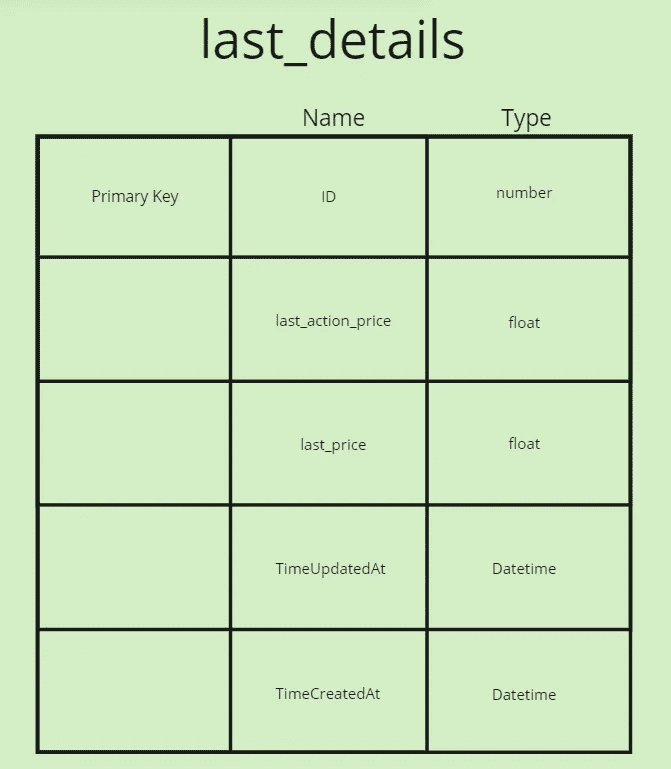 last_details
Name Type
Primary Key ID number
last_action_price float
last_price float
TimeUpdatedAt Datetime
TimeCreatedAt Datetime